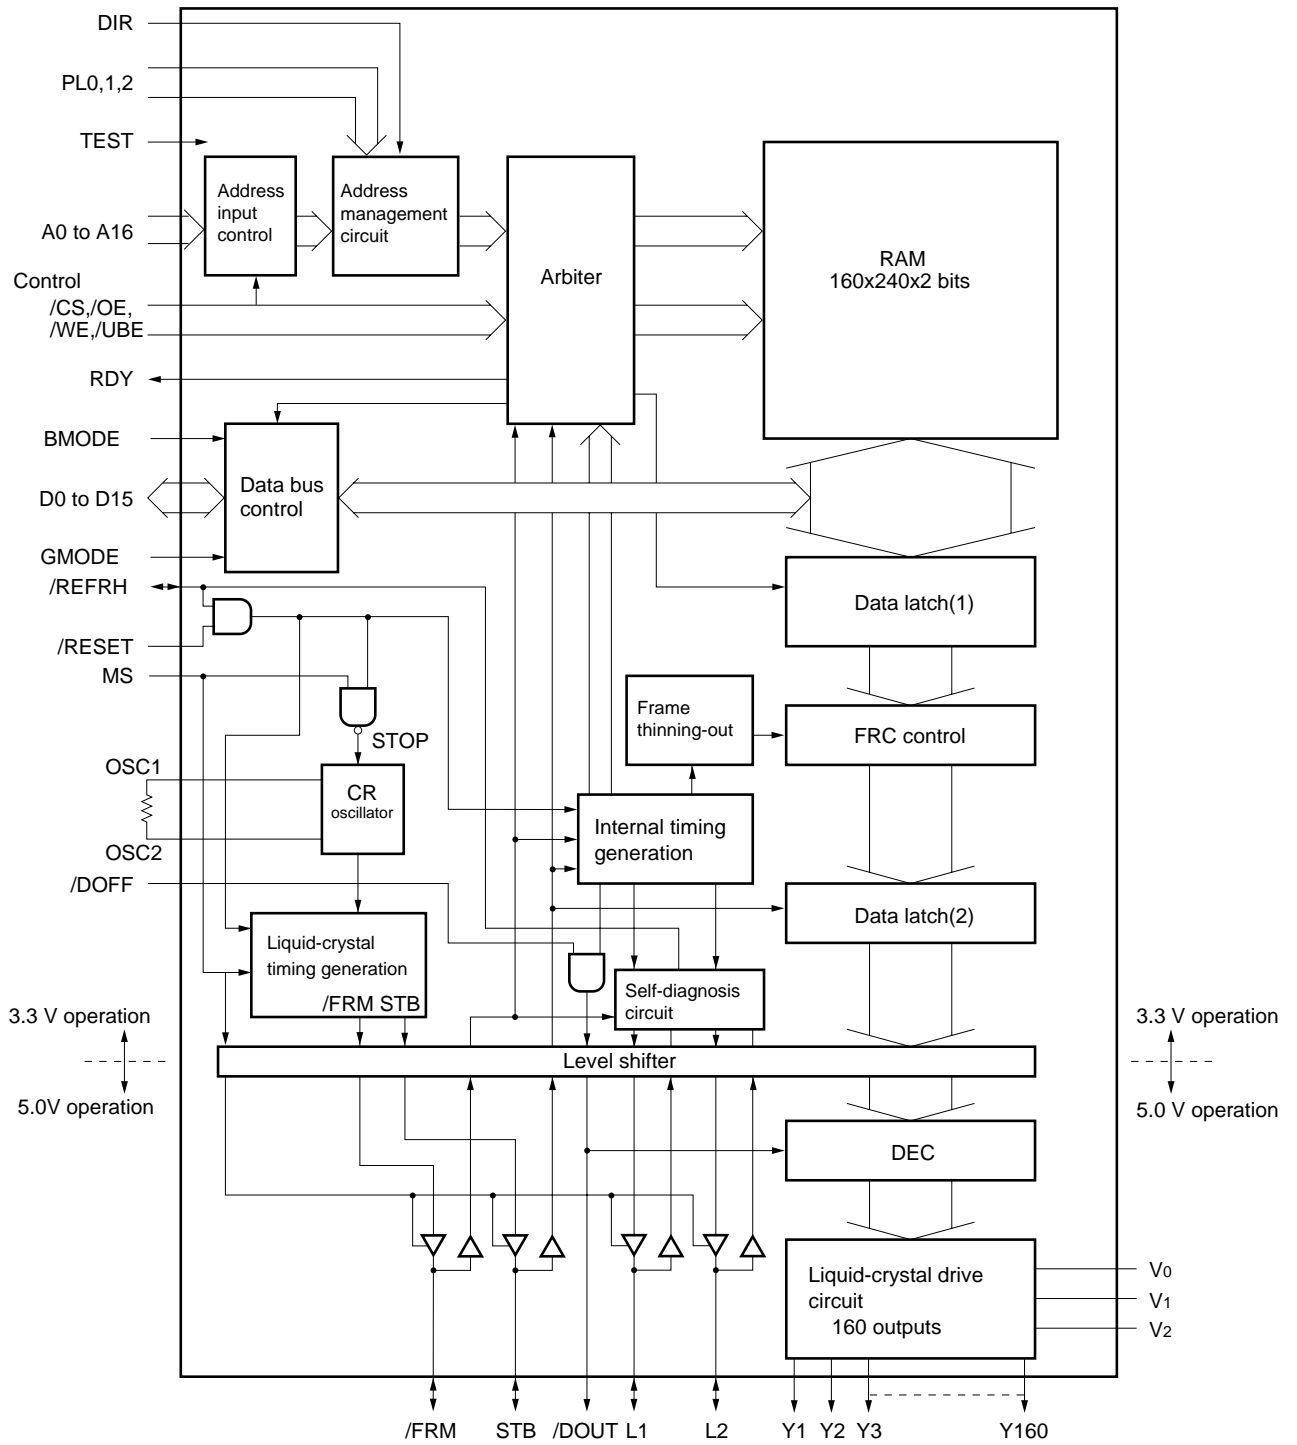 DIR
PL0,1,2
TEST
Address
input
control
Address
management
circuit
A0 to A16
Arbiter
RAM
160x240x2 bits
Control
/CS,/OE,
/WE,/UBE
RDY
BMODE
D0 to D15
Data bus
control
GMODE
/REFRH
/RESET
MS
Data latch(1)
Frame
thinning-out
FRC control
STOP
OSC1
CR
oscillator
OSC2
Internal timing
generation
/DOFF
Data latch(2)
Liquid-crystal
timing generation
/FRM STB
Self-diagnosis
circuit
3.3 V operation
3.3 V operation
Level shifter
5.0V operation
5.0 V operation
DEC
Liquid-crystal drive
circuit
160 outputs
V0
V1
V2
/FRM
STB
/DOUT
L1
L2
Y1
Y2
Y3
Y160